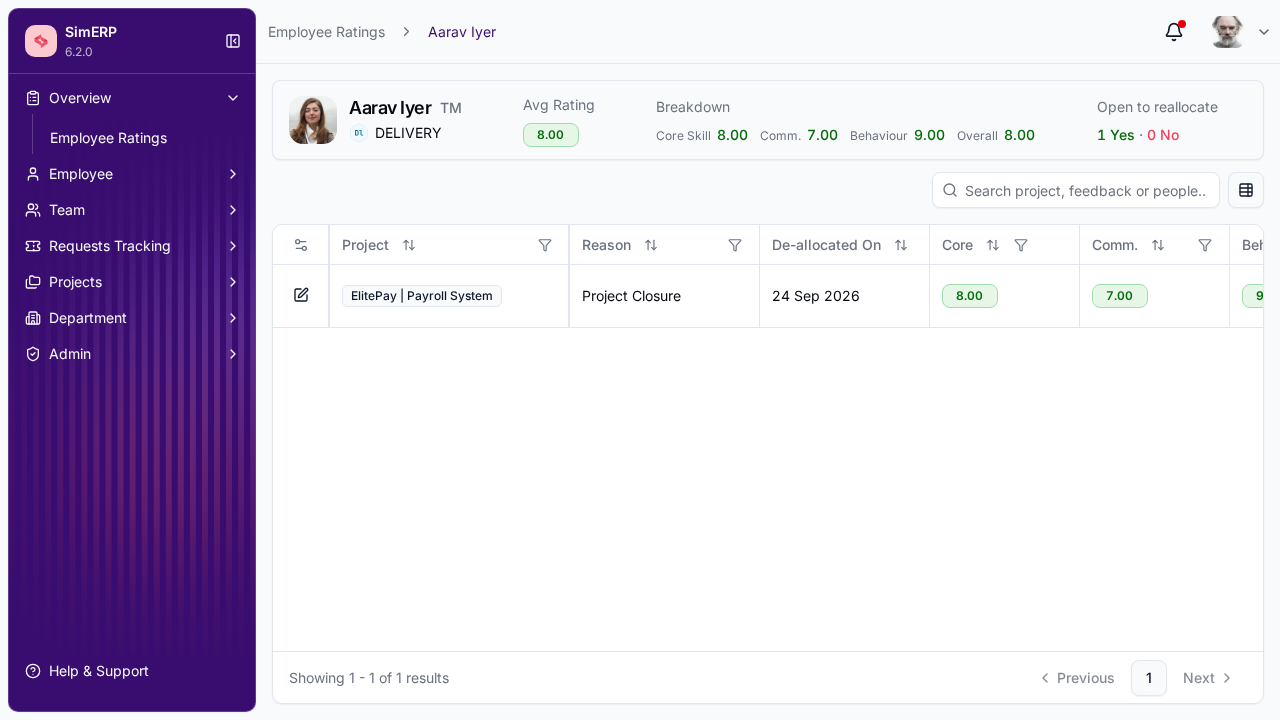 SimERP
6.2.0
Overview
Employee Ratings
Employee
Team
Requests Tracking
Projects
Department
Admin
Help & Support
Employee Ratings
Aarav Iyer
Aarav Iyer TM
DELIVERY
Avg Rating
8.00
Breakdown
Core Skill 8.00 Comm. 7.00 Behaviour 9.00 Overall 8.00
Open to reallocate
1 Yes · 0 No
Search project, feedback or people..
Project Reason De-allocated On Core Comm. Beh
ElitePay | Payroll System Project Closure 24 Sep 2026 8.00 7.00 9
Showing 1 - 1 of 1 results
Previous 1 Next